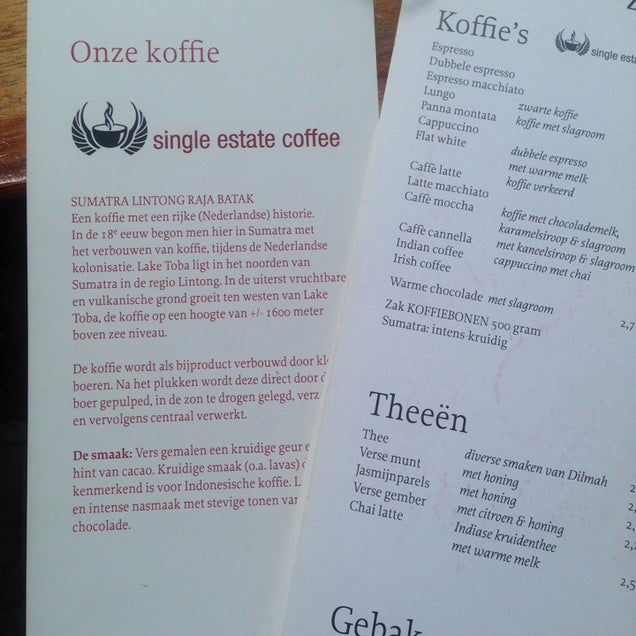 Onze koffie
single estate coffee
SUMATRA LINTONG RAJA BATAK
Een koffie met een rijke (Nederlandse) historie.
In de 18e eeuw begon men hier in Sumatra met
het verbouwen van koffie, tijdens de Nederlandse
kolonisatie. Lake Toba ligt in het noorden van
Sumatra in de regio Lintong. In de uiterst vruchtbare
en vulkanische grond groeit ten westen van Lake
Toba, de koffie op een hoogte van +/- 1600 meter
boven zee niveau.
De koffie wordt als bijproduct verbouwd door
boeren. Na het plukken wordt deze direct door
boer gepulped, in de zon te drogen gelegd,
en vervolgens centraal verwerkt.
De smaak: Vers gemalen een kruidige geur
hint van cacao. Kruidige smaak (o.a. lavas)
kenmerkend is voor Indonesische koffie.
en intense nasmaak met stevige tonen van
chocolade.
Koffie's
single
Espresso
Dubbele espresso
Espresso macchiato
Lungo zwarte koffie
Panna montata koffie met slagroom
Cappuccino
Flat white dubbele espresso
met warme melk
Caffè latte koffie verkeerd
Latte macchiato
Caffè moccha koffie met chocolademelk,
karamelsiroop & slagroom
Caffè cannella met kaneelsiroop & slagroom
Indian coffee cappuccino met chai
Irish coffee
Warme chocolade met slagroom
Zak KOFFIEBONEN 500 gram
Sumatra: intens-kruidig
Theeën
Thee diverse smaken van Dilmah
Verse munt met honing
Jasmijnparels met honing
Verse gember met citroen & honing
Chai latte Indiase kruidenthee
met warme melk
Gebak